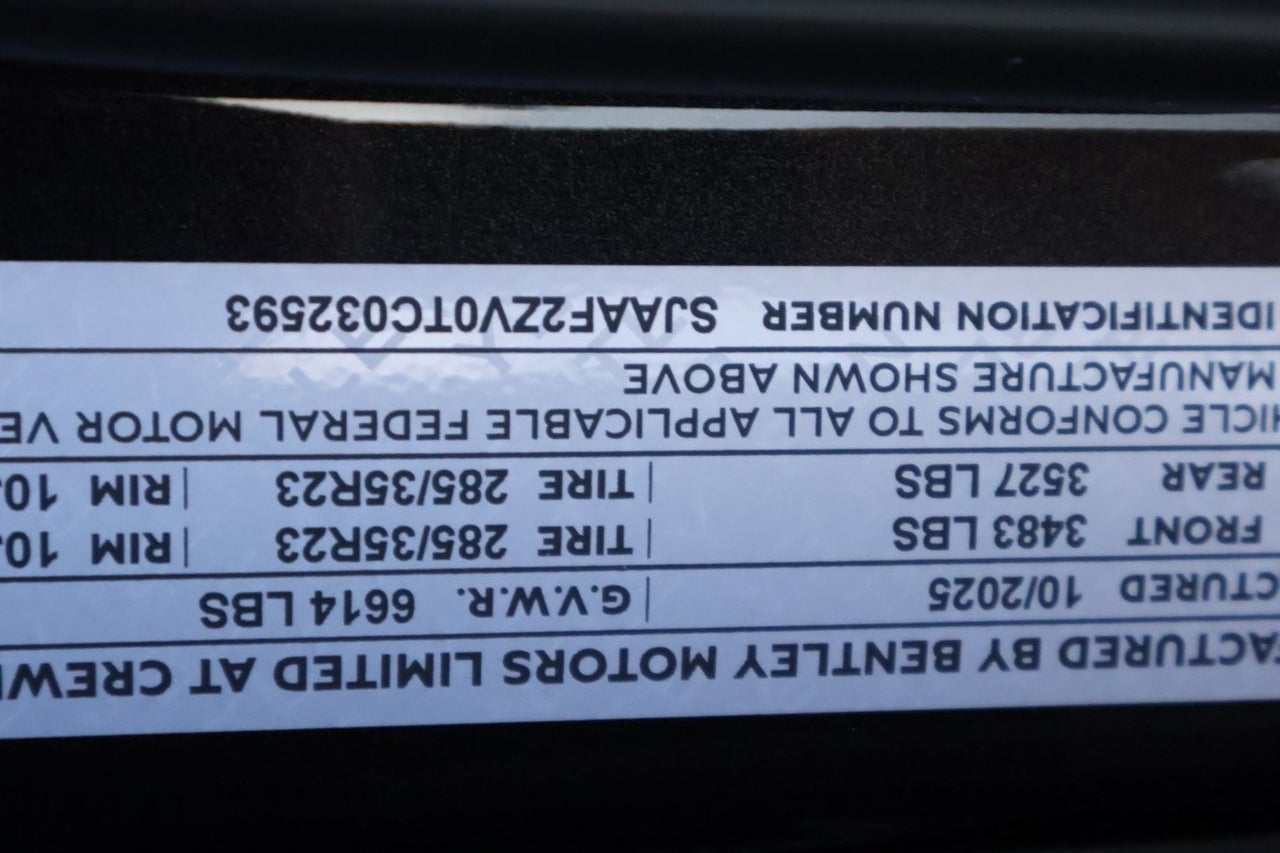 FACTURED BY BENTLEY MOTORS LIMITED AT CREW
CTURED 10/2025 | G.V.W.R. 6614 LBS
FRONT 3483 LBS | TIRE 285/35R23 | RIM 10
REAR 3527 LBS | TIRE 285/35R23 | RIM 10
HICLE CONFORMS TO ALL APPLICABLE FEDERAL MOTOR VE
MANUFACTURE SHOWN ABOVE
IDENTIFICATION NUMBER SJAAF2ZV0TC032593